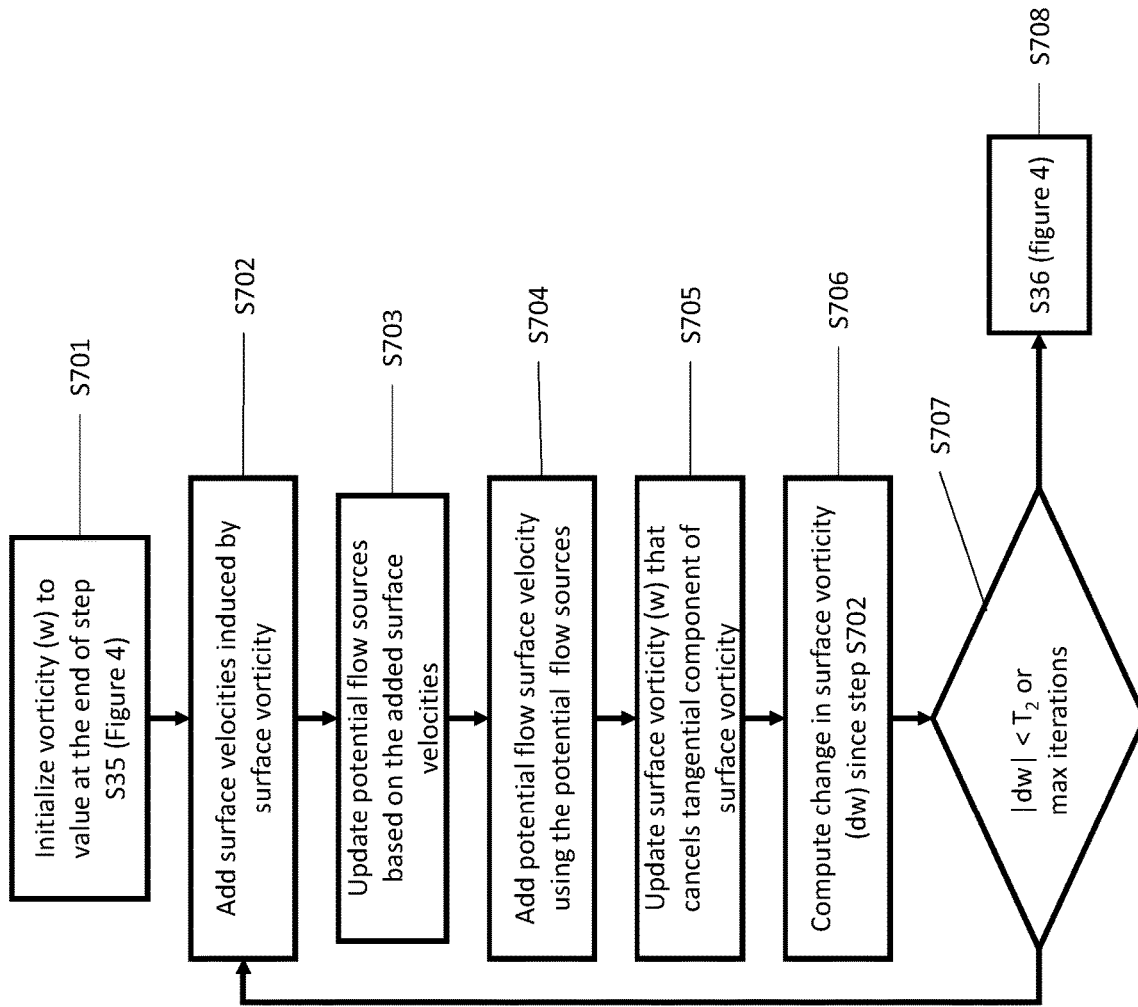 Initialize vorticity (w) to
value at the end of step
S35 (Figure 4)
S701
Add surface velocities induced by
surface vorticity
S702
Update potential flow sources
based on the added surface
velocities
S703
Add potential flow surface velocity
using the potential flow sources
S704
Update surface vorticity (w) that
cancels tangential component of
surface vorticity
S705
Compute change in surface vorticity
(dw) since step S702
S706
|dw| < T₂ or
max iterations
S707
S36 (figure 4)
S708